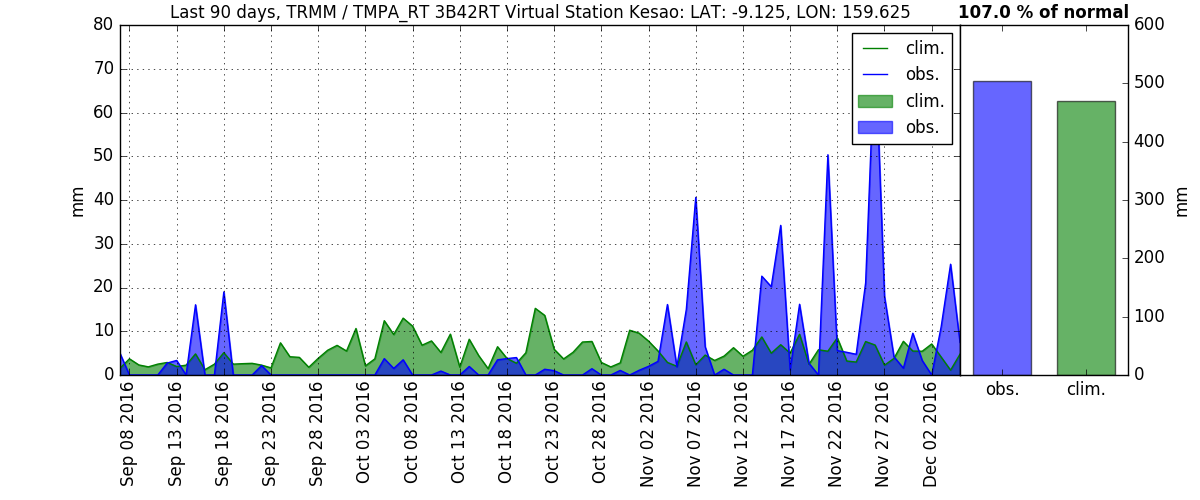 Last 90 days, TRMM / TMPA_RT 3B42RT Virtual Station Kesao: LAT: -9.125, LON: 159.625
107.0 % of normal
80
70
60
50
40
30
20
10
0
mm
clim.
obs.
clim.
obs.
Sep 08 2016
Sep 13 2016
Sep 18 2016
Sep 23 2016
Sep 28 2016
Oct 03 2016
Oct 08 2016
Oct 13 2016
Oct 18 2016
Oct 23 2016
Oct 28 2016
Nov 02 2016
Nov 07 2016
Nov 12 2016
Nov 17 2016
Nov 22 2016
Nov 27 2016
Dec 02 2016
600
500
400
300
200
100
0
mm
obs.
clim.